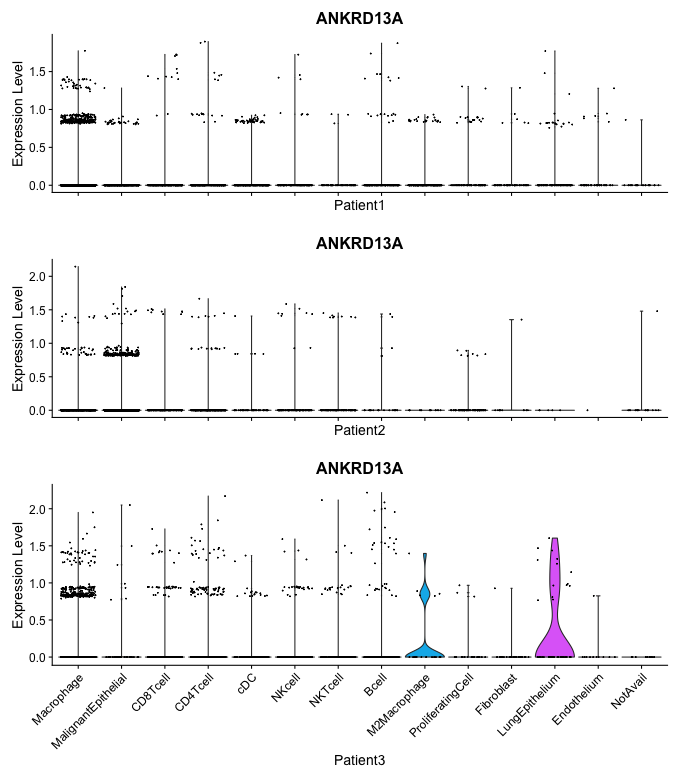 ANKRD13A
Expression Level
1.5
1.0
0.5
0.0
Patient1
ANKRD13A
Expression Level
2.0
1.5
1.0
0.5
0.0
Patient2
ANKRD13A
Expression Level
2.0
1.5
1.0
0.5
0.0
Macrophage
MalignantEpithelial
CD8Tcell
CD4Tcell
cDC
NKcell
NKTcell
Bcell
M2Macrophage
ProliferatingCell
Fibroblast
LungEpithelium
Endothelium
NotAvail
Patient3